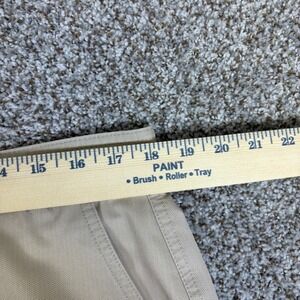 4 15 16 17 18 19 20 21 22
PAINT
• Brush • Roller • Tray